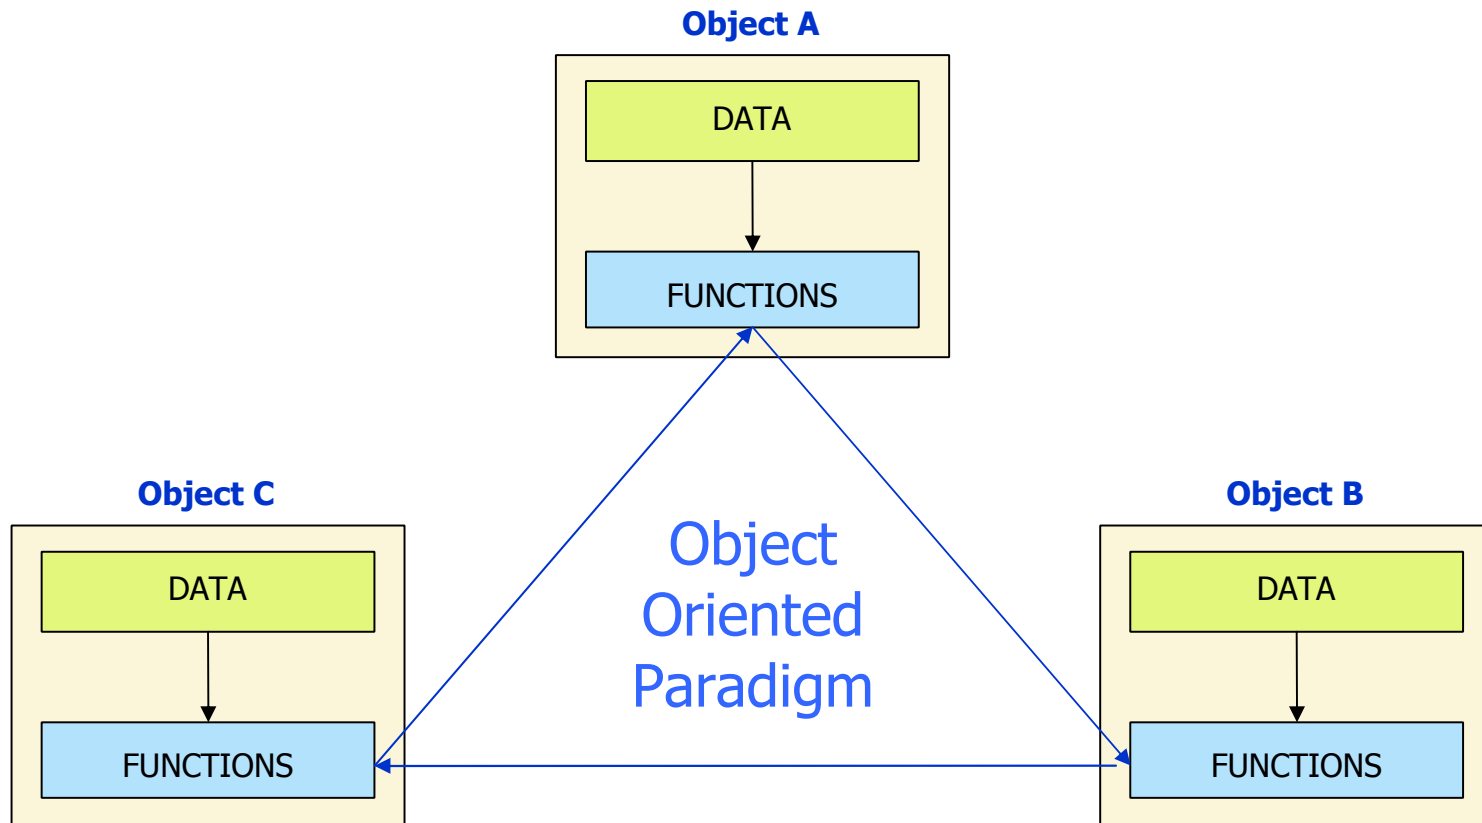 Object A
DATA
FUNCTIONS
Object C
DATA
FUNCTIONS
Object
Oriented
Paradigm
Object B
DATA
FUNCTIONS